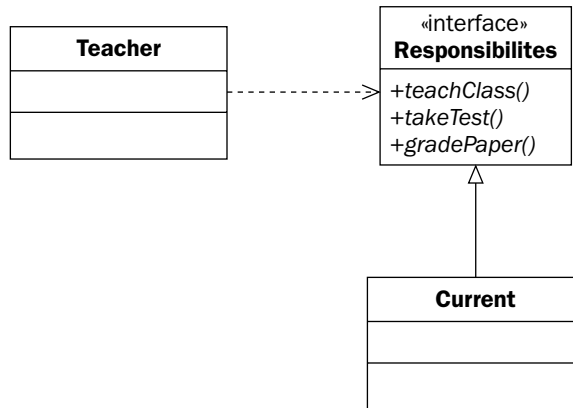 Teacher
«interface»
Responsibilites
+teachClass()
+takeTest()
+gradePaper()
Current